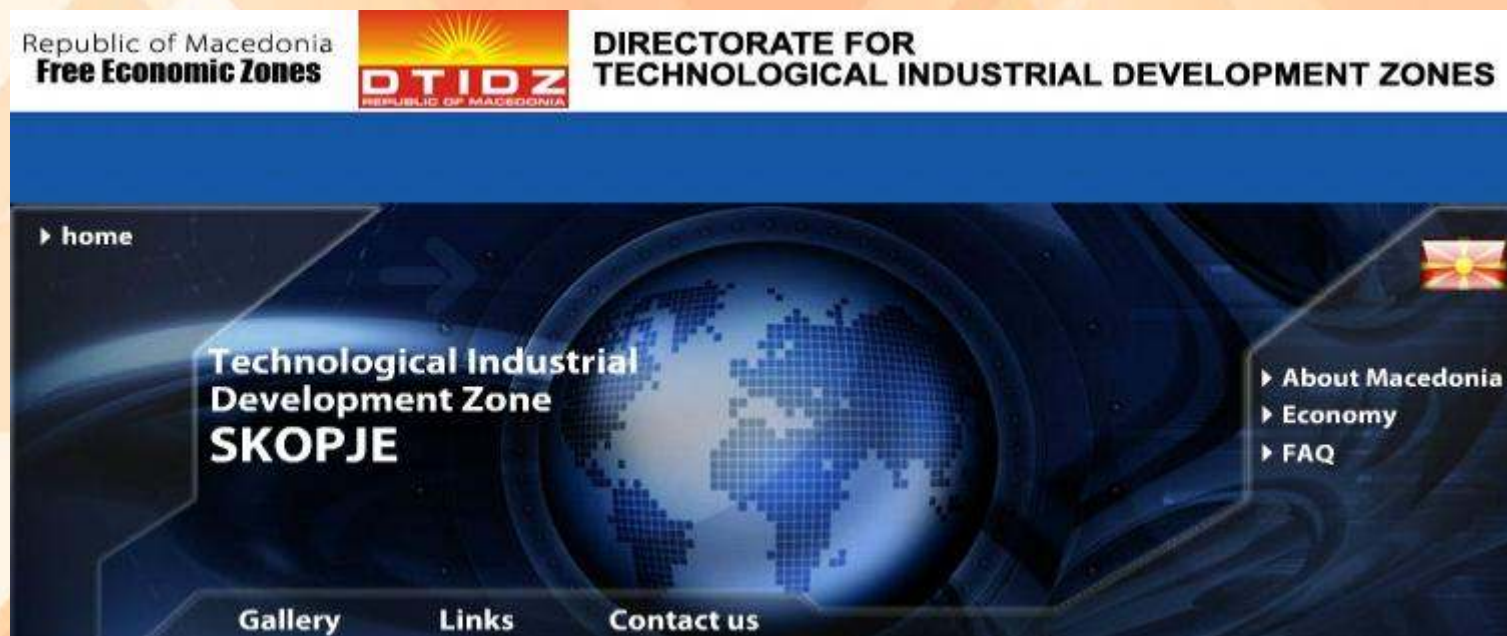 Republic of Macedonia
Free Economic Zones
DTIDZ
REPUBLIC OF MACEDONIA
DIRECTORATE FOR
TECHNOLOGICAL INDUSTRIAL DEVELOPMENT ZONES
home
Technological Industrial
Development Zone
SKOPJE
About Macedonia
Economy
FAQ
Gallery Links Contact us